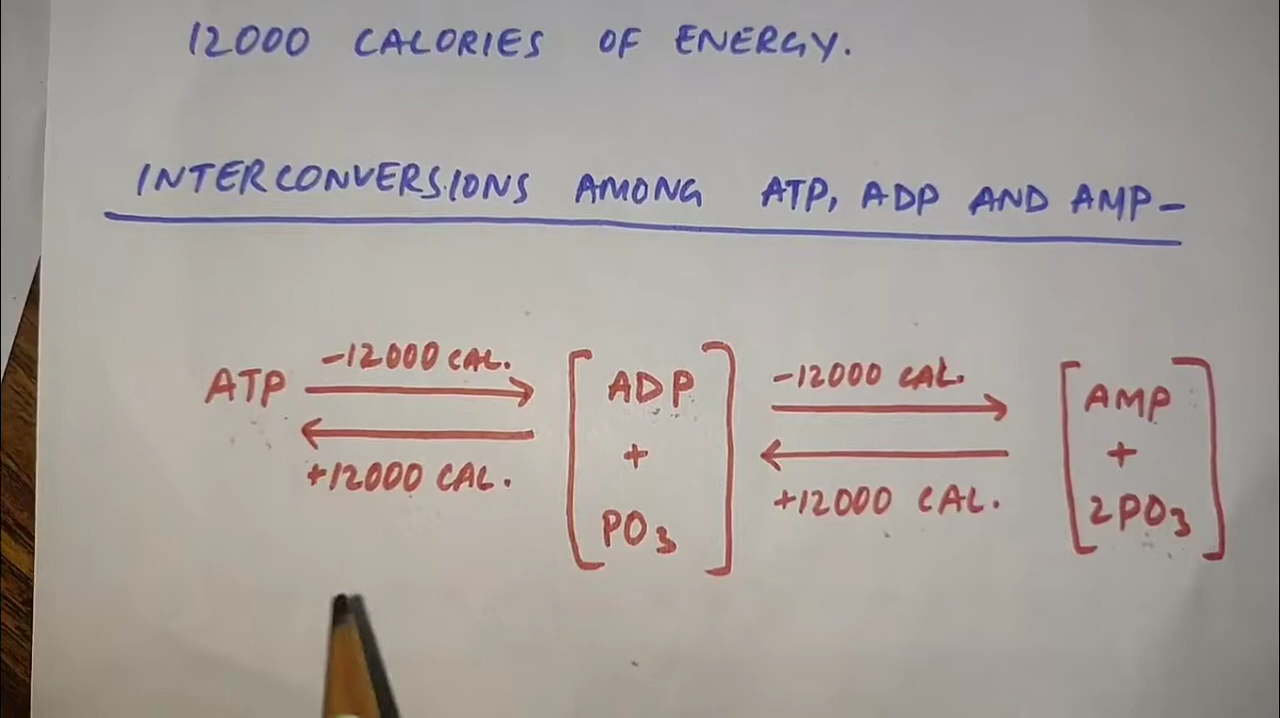 12000 CALORIES OF ENERGY.
INTERCONVERSIONS AMONG ATP, ADP AND AMP-
ATP
-12000 CAL.
+12000 CAL.
ADP
+
PO3
-12000 CAL.
+12000 CAL.
AMP
+
2PO3